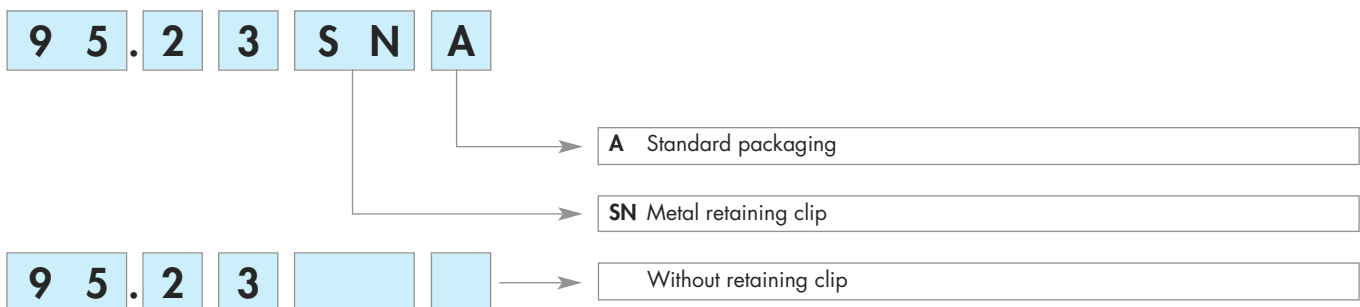 9 5 . 2 3 S N A
A Standard packaging
SN Metal retaining clip
9 5 . 2 3
Without retaining clip